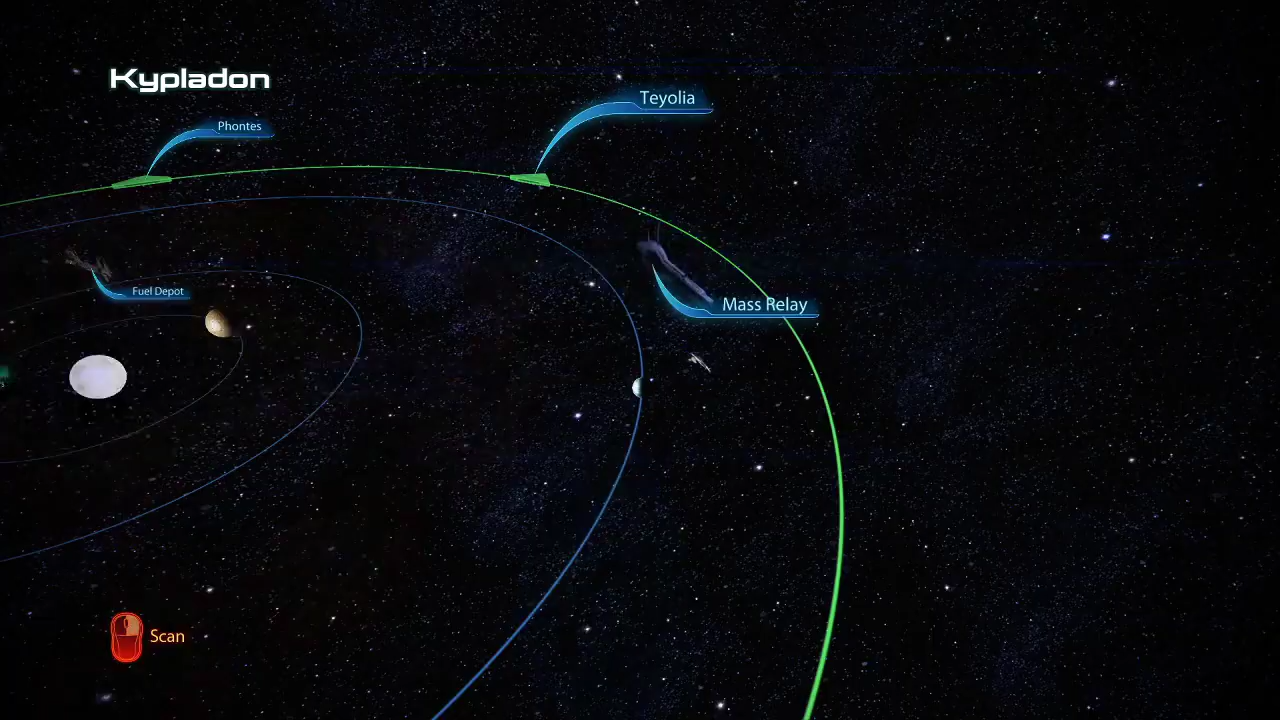 Kypladon
Teyolia
Phontes
Fuel Depot
Mass Relay
Scan